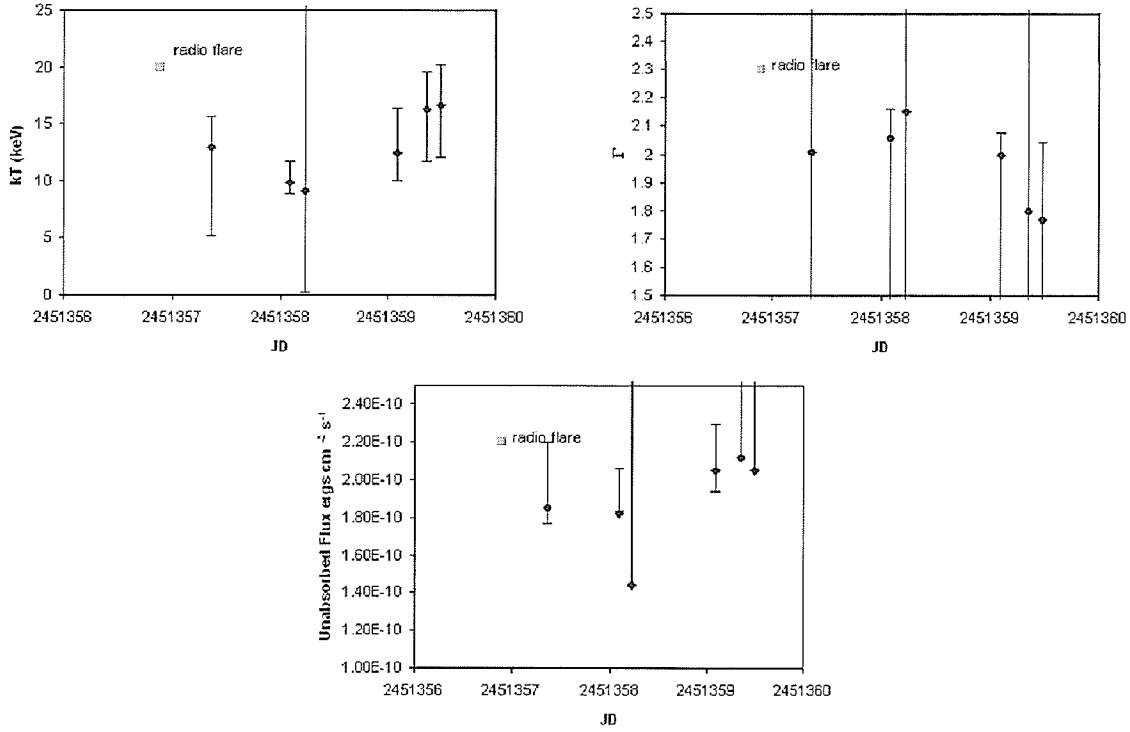 25
20
15
10
5
0
kT (keV)
radio flare
2451356 2451357 2451358 2451359 2451360
JD
2.5
2.4
2.3
2.2
2.1
2
1.9
1.8
1.7
1.6
1.5
Γ
radio flare
2451356 2451357 2451358 2451359 2451360
JD
2.40E-10
2.20E-10
2.00E-10
1.80E-10
1.60E-10
1.40E-10
1.20E-10
1.00E-10
Unabsorbed Flux ergs cm⁻² s⁻¹
radio flare
2451356 2451357 2451358 2451359 2451360
JD